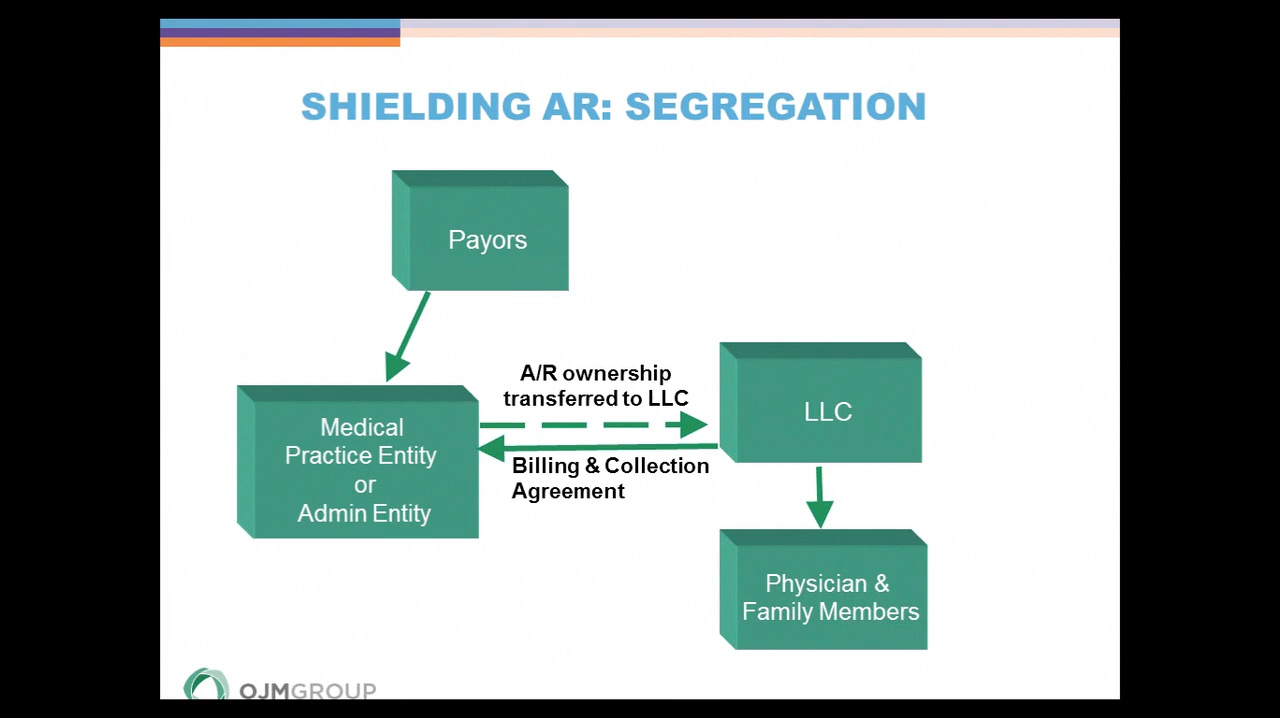 SHIELDING AR: SEGREGATION
Payors
A/R ownership
transferred to LLC
LLC
Medical
Practice Entity
or
Admin Entity
Billing & Collection
Agreement
Physician &
Family Members
OJMGROUP